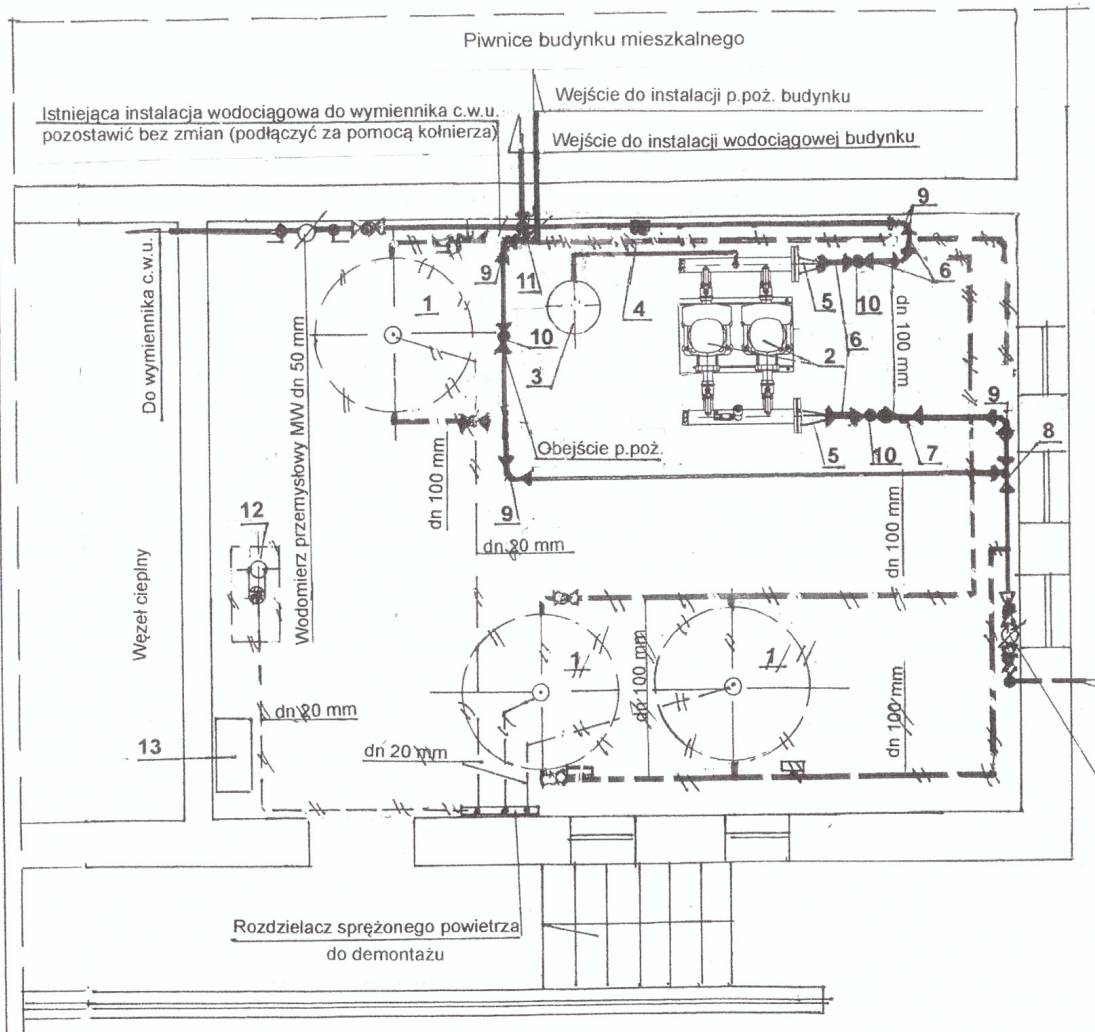 Piwnice budynku mieszkalnego
Istniejąca instalacja wodociągowa do wymiennika c.w.u.
pozostawić bez zmian (podłączyć za pomocą kołnierza)
Wejście do instalacji p.poż. budynku
Wejście do instalacji wodociągowej budynku
9
Do wymiennika c.w.u.
1
9
11
4
5
10
6
10
3
6
2
dn 100 mm
9
8
Obejście p.poż.
5
10
7
dn 100 mm
9
12
dn 20 mm
dn 100 mm
Wodomierz przemysłowy MW dn 50 mm
Węzeł cieplny
1
1
dn 100 mm
dn 100 mm
dn 20 mm
13
dn 20 mm
Rozdzielacz sprężonego powietrza
do demontażu